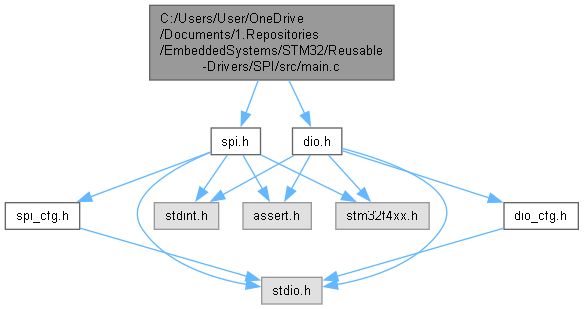 C:/Users/User/OneDrive
/Documents/1.Repositories
/EmbeddedSystems/STM32/Reusable
-Drivers/SPI/src/main.c
spi.h
dio.h
spi_cfg.h
stdint.h
assert.h
stm32f4xx.h
dio_cfg.h
stdio.h